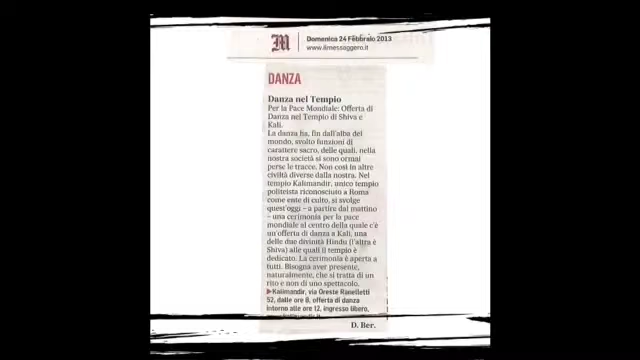 M
Domenica 24 Febbraio 2013
www.ilmessaggero.it
DANZA
Danza nel Tempio
Per la Pace Mondiale: Offerta di
Danza nel Tempio di Shiva e
Kali.
La danza ha, fin dall'alba del
mondo, svolto funzioni di
carattere sacro, delle quali, nella
nostra società si sono ormai
perse le tracce. Non così in altre
civiltà diverse dalla nostra. Nel
tempio Kalimandir, unico tempio
politeista riconosciuto a Roma
come ente di culto, si svolge
quest'oggi – a partire dal mattino
– una cerimonia per la pace
mondiale al centro della quale c'è
un'offerta di danza a Kali, una
delle due divinità Hindu (l'altra è
Shiva) alle quali il tempio è
dedicato. La cerimonia è aperta a
tutti. Bisogna aver presente,
naturalmente, che si tratta di un
rito e non di uno spettacolo.
▶Kalimandir, via Oreste Ranelletti
52, dalle ore 8, offerta di danza
intorno alle ore 12, ingresso libero,
D. Ber.